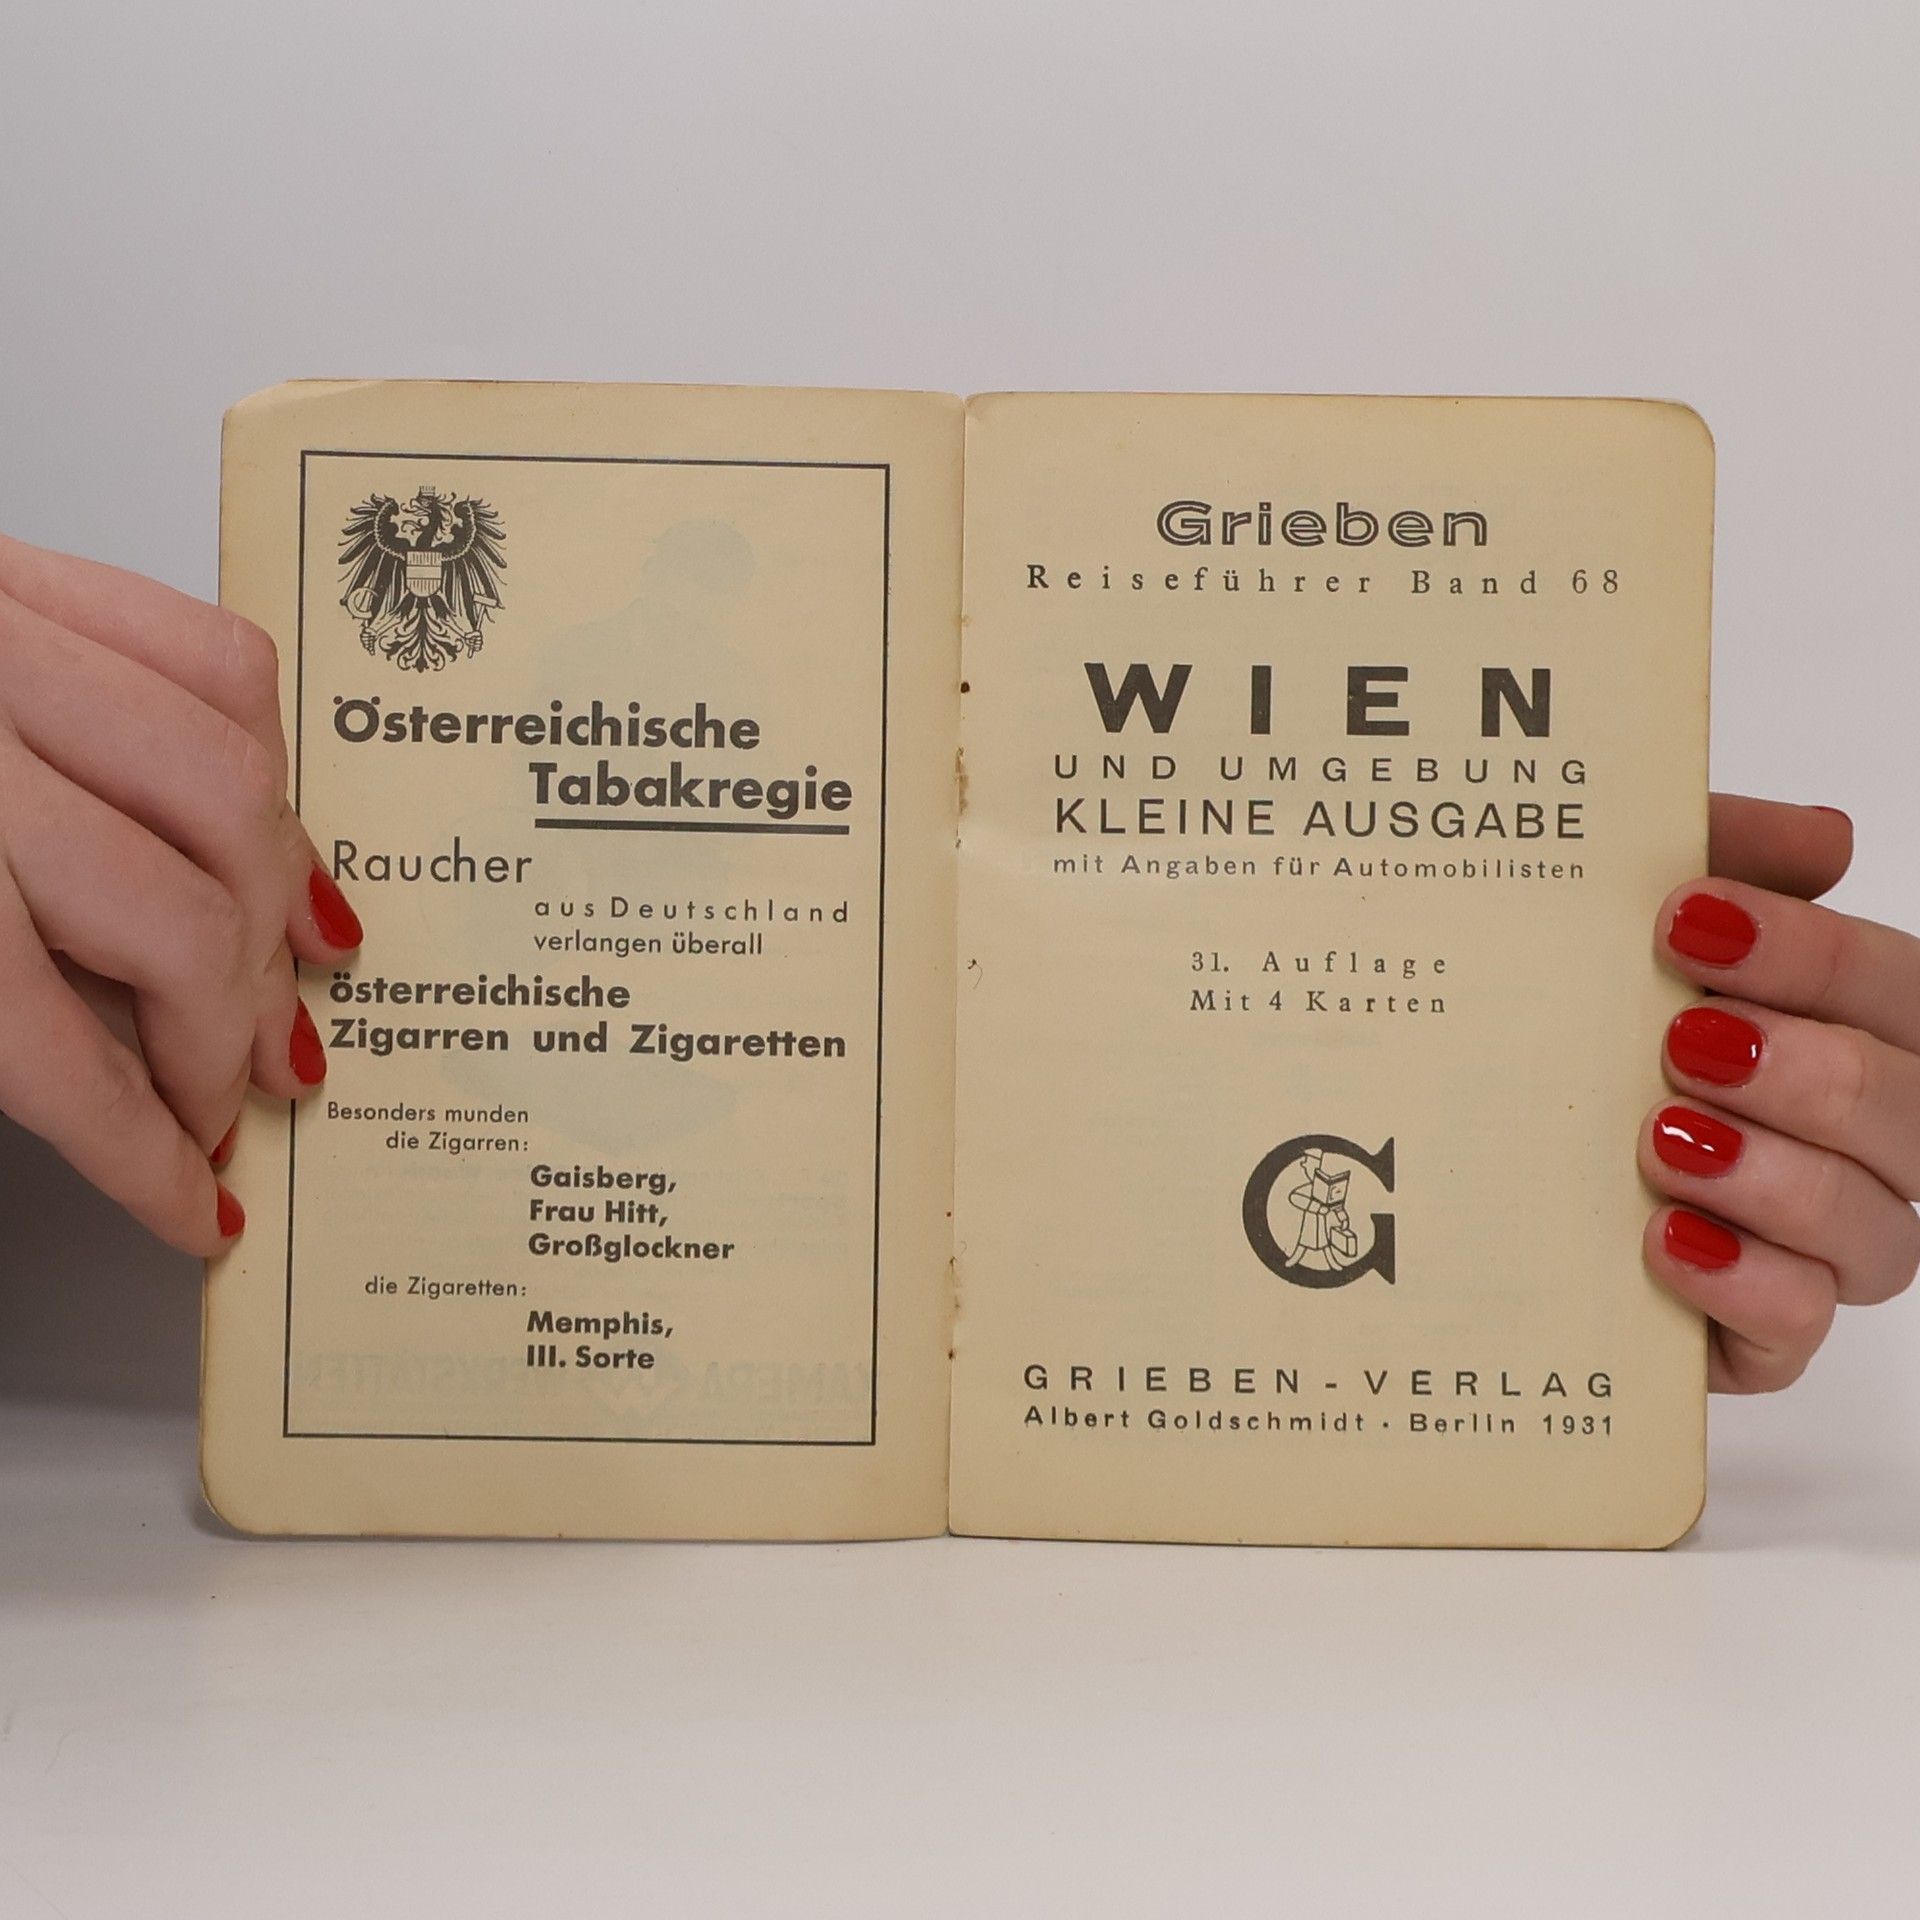 Österreichische
Tabakregie
Raucher
aus Deutschland
verlangen überall
österreichische
Zigarren und Zigaretten
Besonders munden
die Zigarren:
Gaisberg,
Frau Hitt,
Großglockner
die Zigaretten:
Memphis,
III. Sorte
Grieben
Reiseführer Band 68
WIEN
UND UMGEBUNG
KLEINE AUSGABE
mit Angaben für Automobilisten
31. Auflage
Mit 4 Karten
G
GRIEBEN-VERLAG
Albert Goldschmidt · Berlin 1931